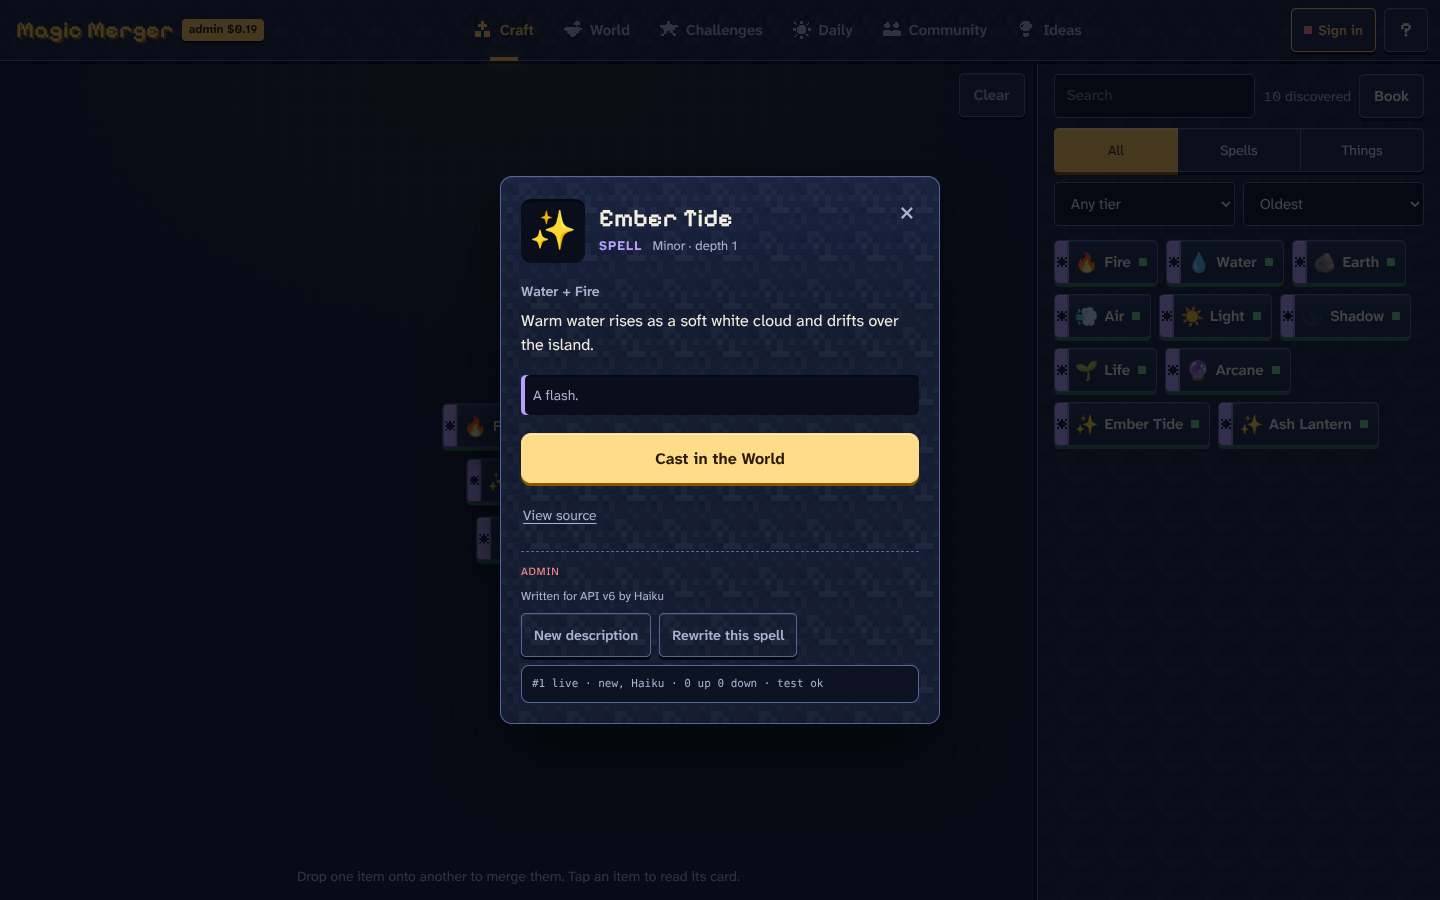 Magic Merger
admin $0.19
Craft
World
Challenges
Daily
Community
Ideas
Sign in
?
Clear
Search
10 discovered
Book
All
Spells
Things
Any tier
Oldest
Fire
Water
Earth
Air
Light
Shadow
Life
Arcane
Ember Tide
Ash Lantern
Ember Tide
SPELL Minor · depth 1
Water + Fire
Warm water rises as a soft white cloud and drifts over
the island.
A flash.
Cast in the World
View source
ADMIN
Written for API v6 by Haiku
New description
Rewrite this spell
#1 live · new, Haiku · 0 up 0 down · test ok
Drop one item onto another to merge them. Tap an item to read its card.